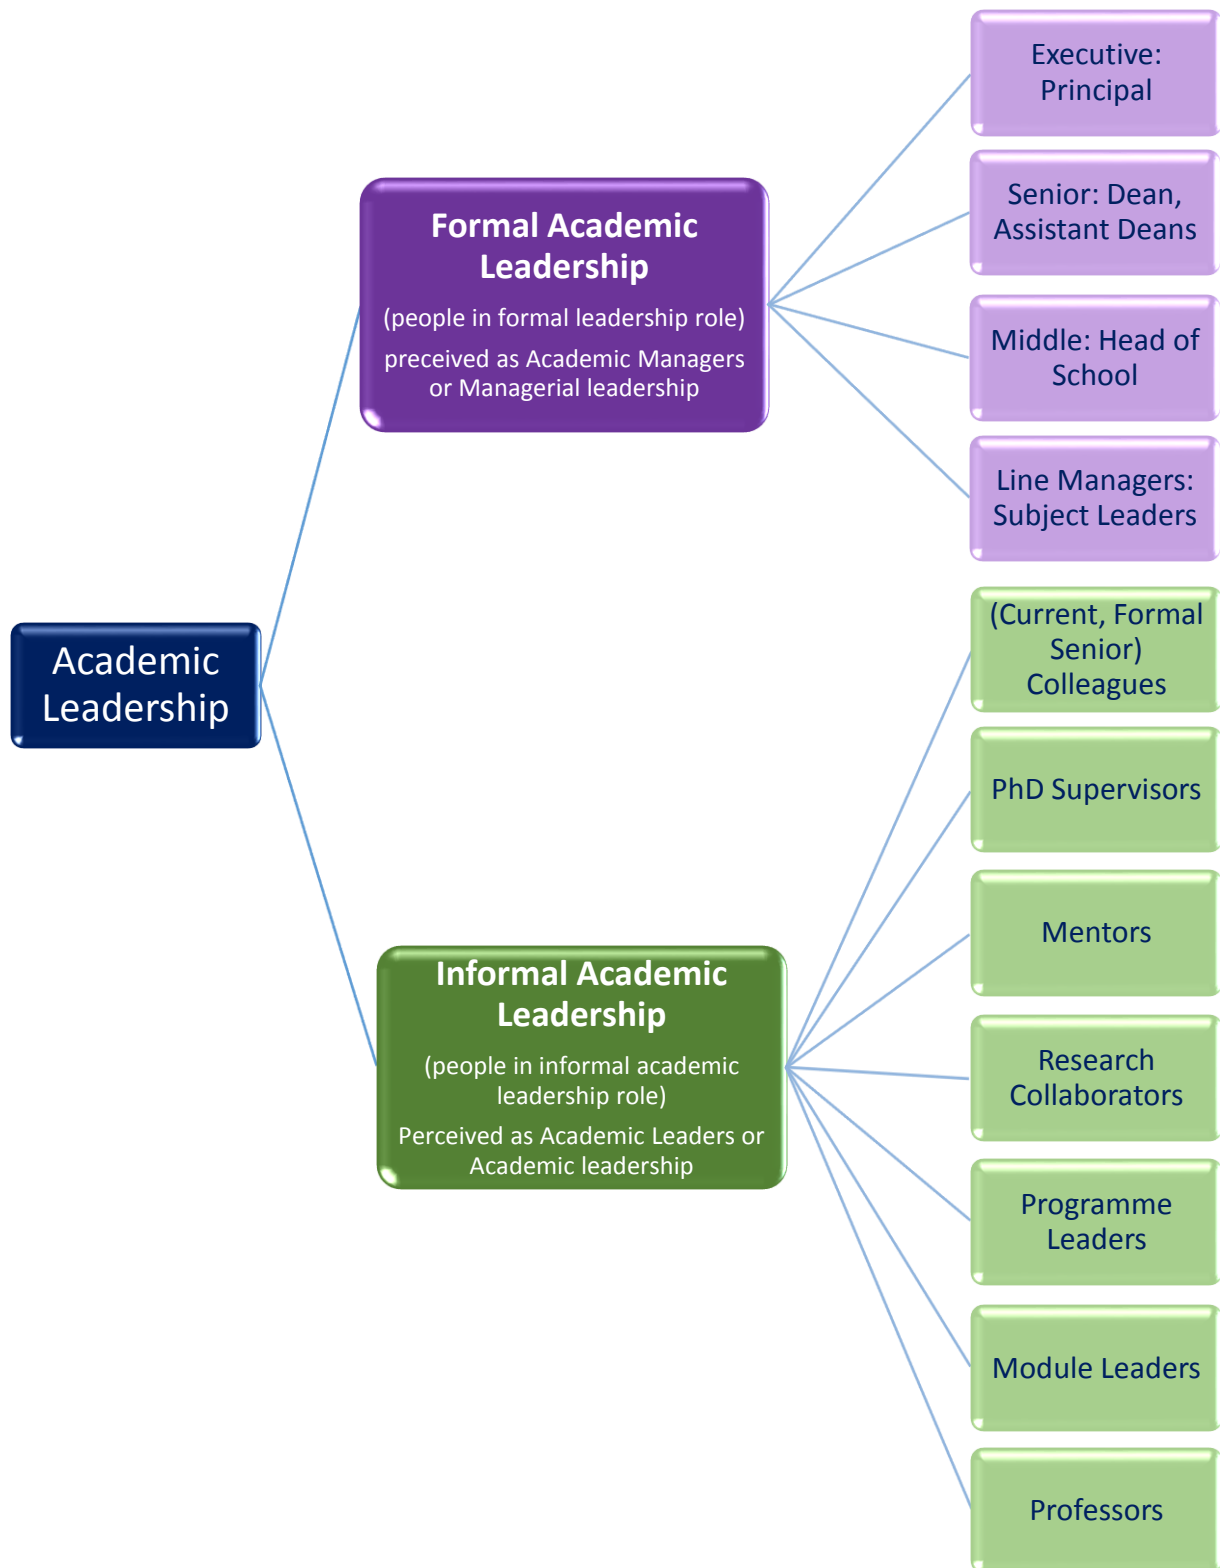 Academic
Leadership
Formal Academic
Leadership
(people in formal leadership role)
preceived as Academic Managers
or Managerial leadership
Executive:
Principal
Senior: Dean,
Assistant Deans
Middle: Head of
School
Line Managers:
Subject Leaders
Informal Academic
Leadership
(people in informal academic
leadership role)
Perceived as Academic Leaders or
Academic leadership
(Current, Formal
Senior)
Colleagues
PhD Supervisors
Mentors
Research
Collaborators
Programme
Leaders
Module Leaders
Professors